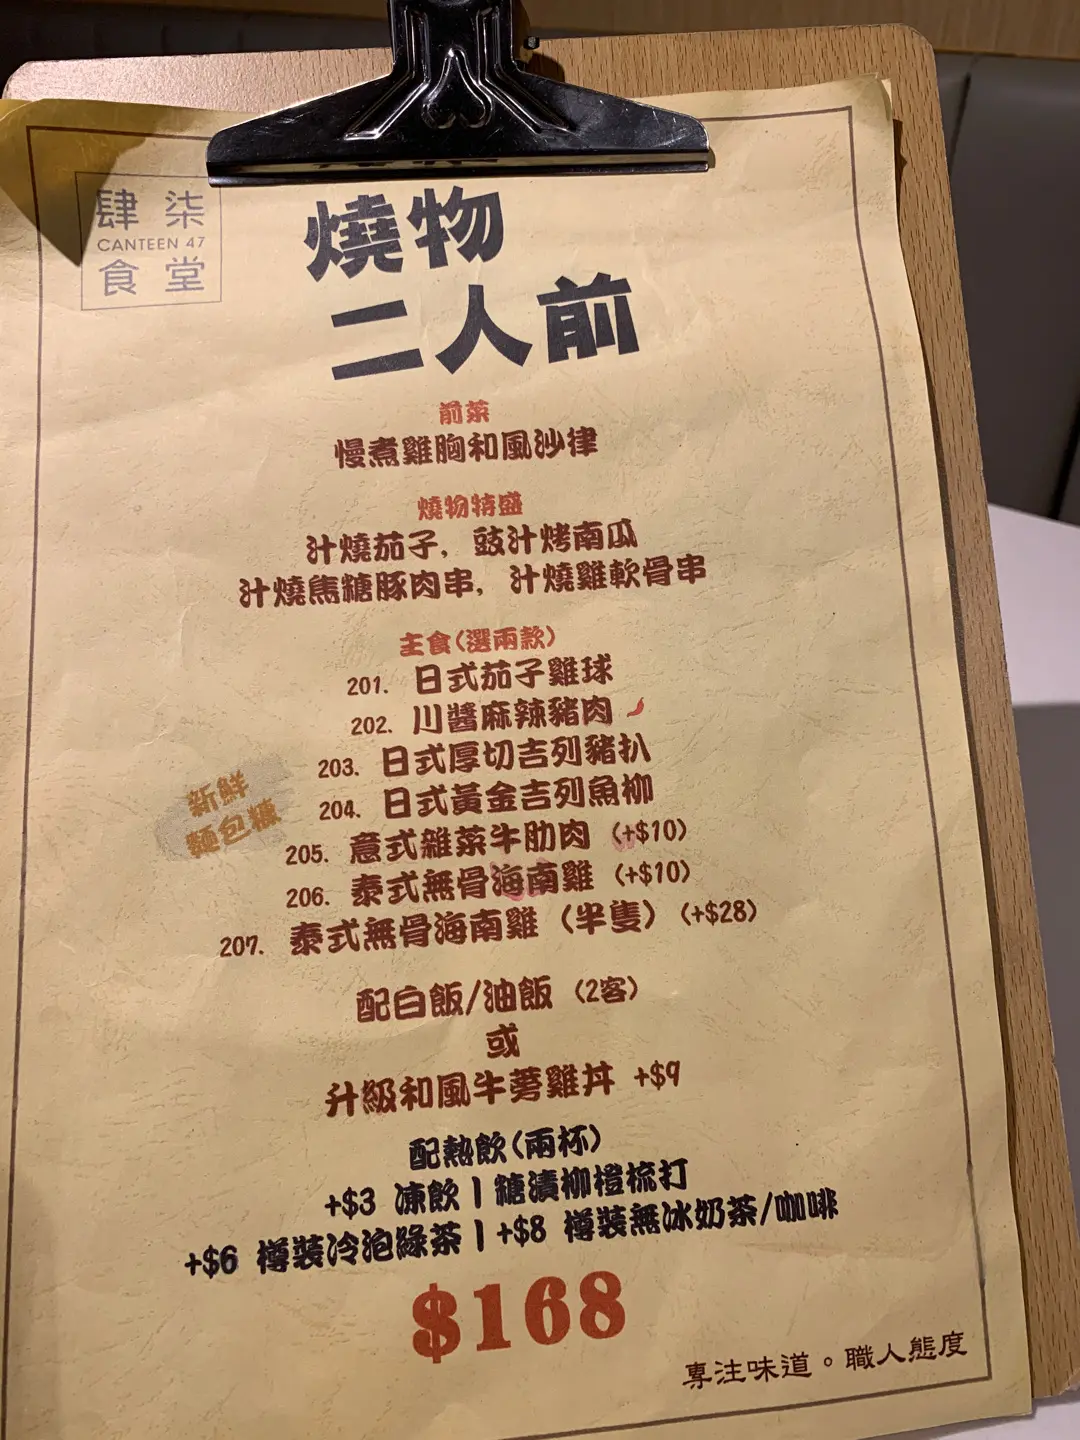 肆柒
CANTEEN 47
食堂
燒物
二人前
前菜
慢煮雞胸和風沙律
燒物特盛
汁燒茄子, 豉汁烤南瓜
汁燒焦糖豚肉串, 汁燒雞軟骨串
主食(選兩款)
201. 日式茄子雞球
202. 川醬麻辣豬肉
203. 日式厚切吉列豬扒
204. 日式黃金吉列魚柳
新鮮
麵包糠
205. 意式雜菜牛肋肉 (+$10)
206. 泰式無骨海南雞 (+$10)
207. 泰式無骨海南雞 (半隻) (+$28)
配白飯/油飯 (2客)
或
升級和風牛蒡雞丼 +$9
配熱飲(兩杯)
+$3 凍飲 | 糖漬柳橙梳打
+$6 樽裝冷泡綠茶 | +$8 樽裝無冰奶茶/咖啡
$168
專注味道。職人態度